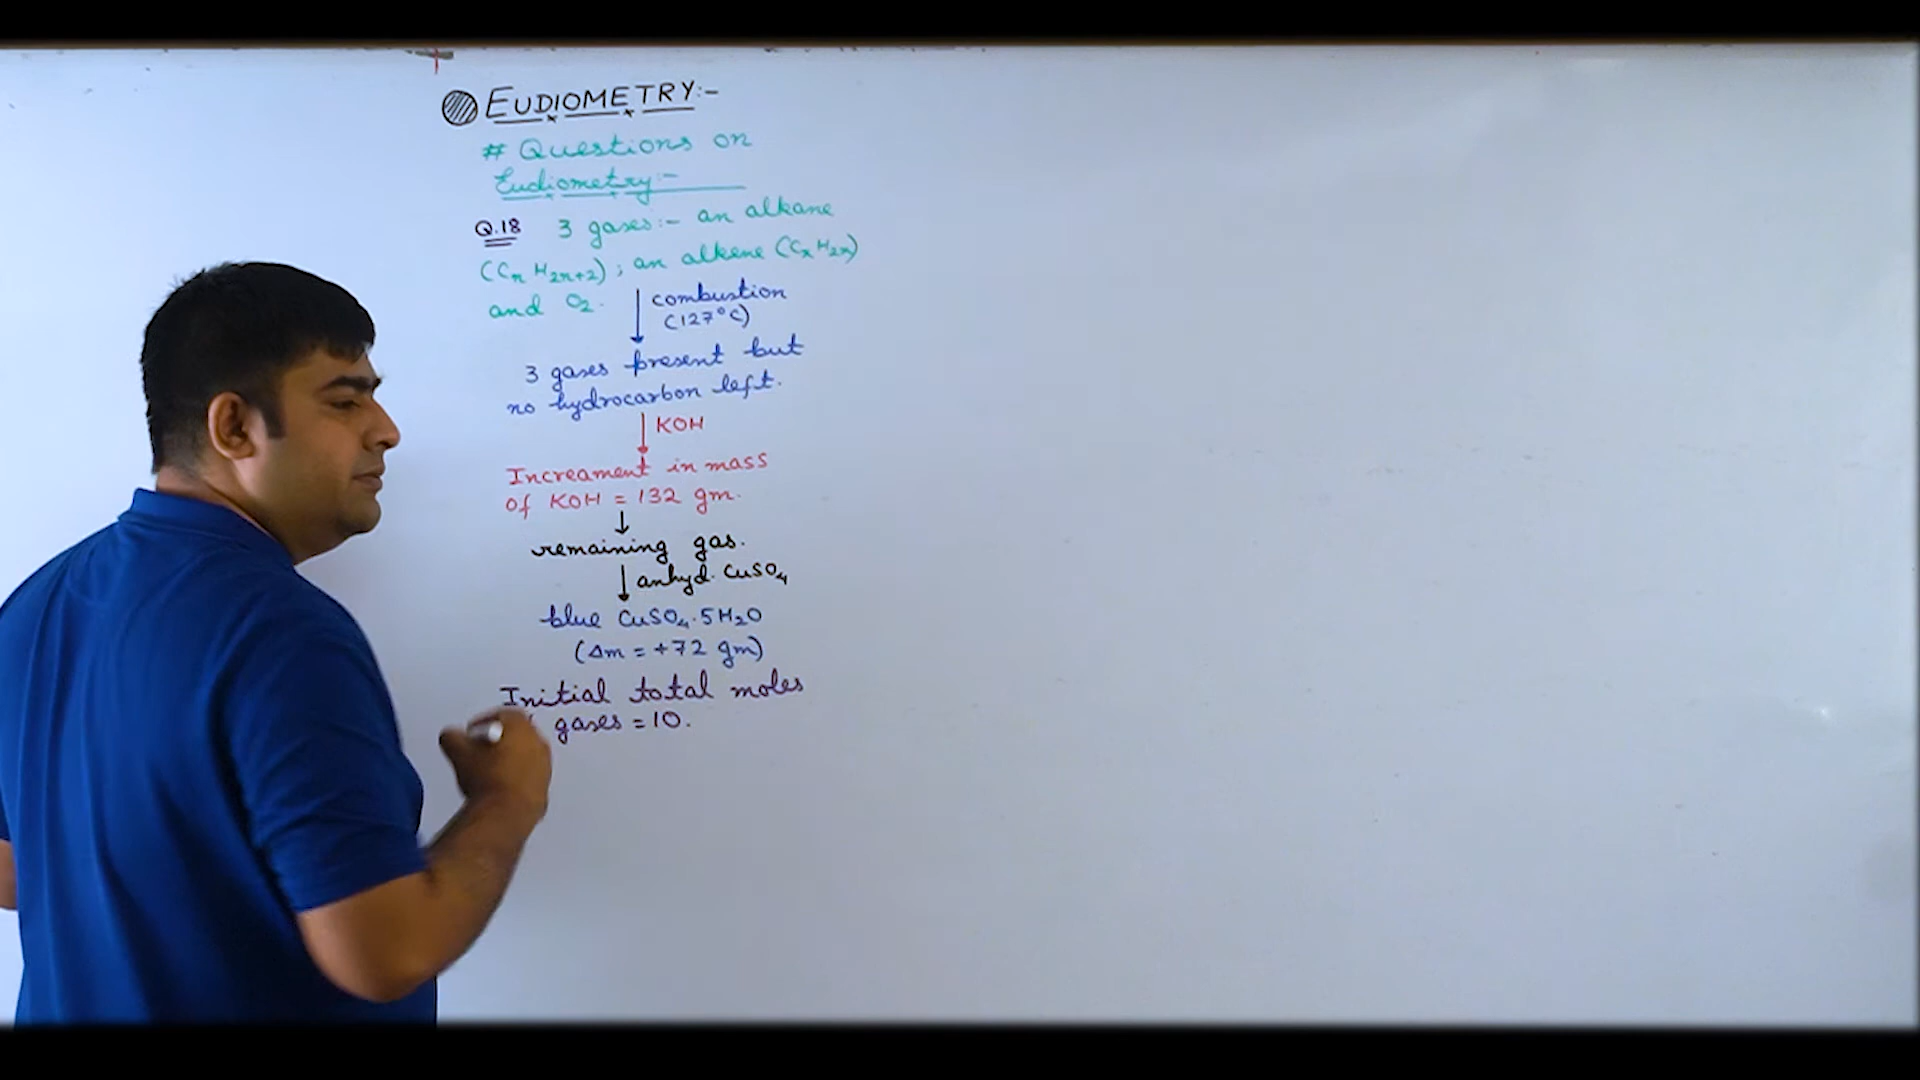 EUDIOMETRY:-
# Questions on
Eudiometry:-
Q.18 3 gases:- an alkane
(CnH2n+2); an alkene (CxH2x)
and O2.
combustion
(127°C)
3 gases present but
no hydrocarbon left.
KOH
Increament in mass
of KOH = 132 gm.
remaining gas.
anhyd. CuSO4
blue CuSO4.5H2O
(Δm = +72 gm)
Initial total moles
gases = 10.